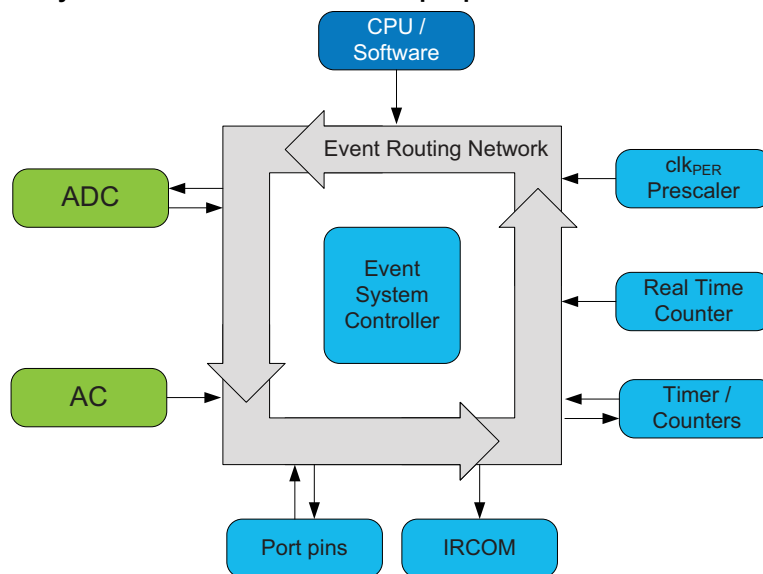 CPU /
Software
Event Routing Network
clkPER
Prescaler
ADC
Event
System
Controller
Real Time
Counter
AC
Timer /
Counters
Port pins
IRCOM